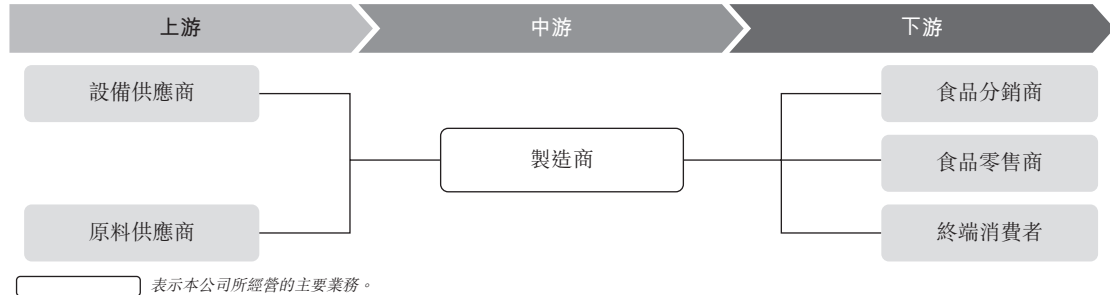 上游
中游
下游
設備供應商
食品分銷商
製造商
食品零售商
原料供應商
終端消費者
表示本公司所經營的主要業務。